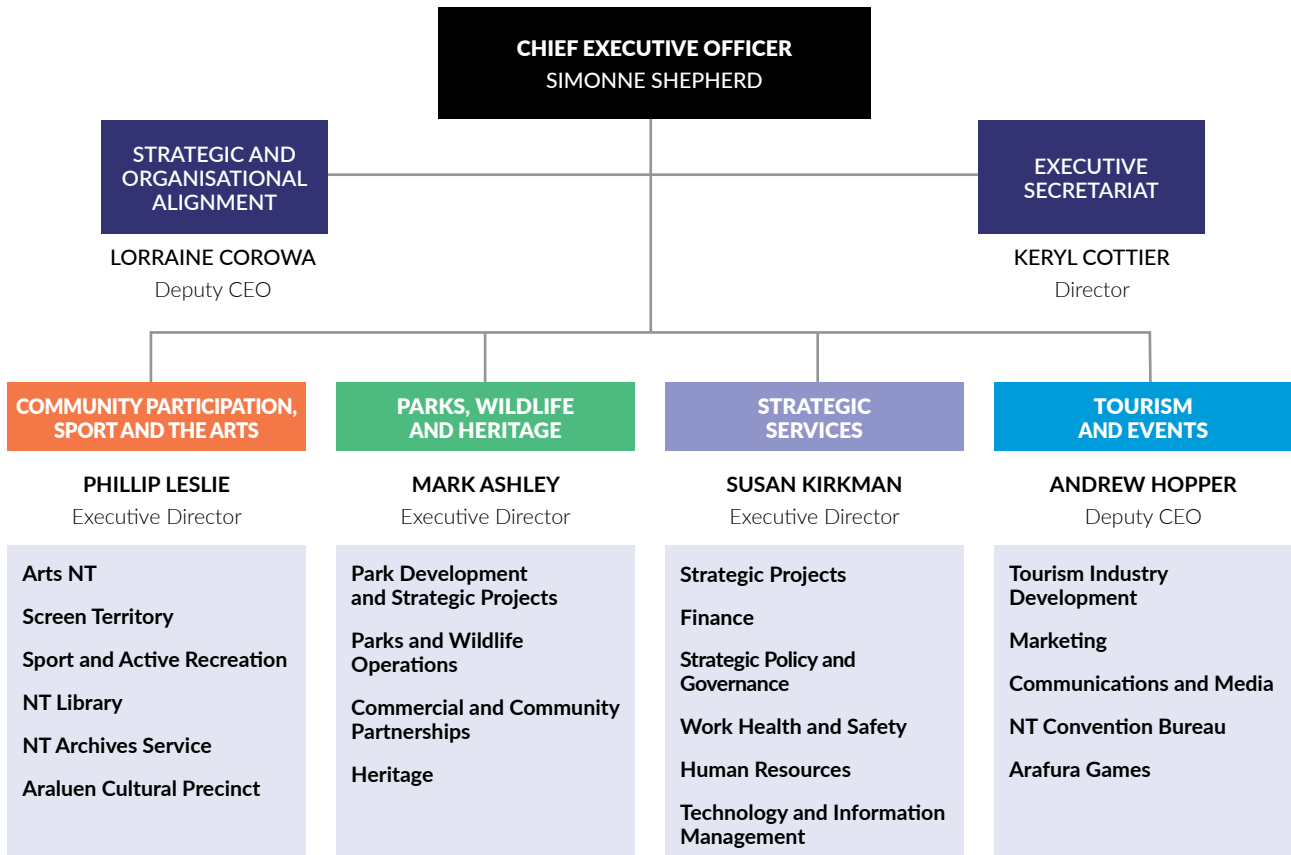 CHIEF EXECUTIVE OFFICER
SIMONNE SHEPHERD
STRATEGIC AND
ORGANISATIONAL
ALIGNMENT
LORRAINE COROWA
Deputy CEO
EXECUTIVE
SECRETARIAT
KERYL COTTIER
Director
COMMUNITY PARTICIPATION,
SPORT AND THE ARTS
PHILLIP LESLIE
Executive Director
Arts NT
Screen Territory
Sport and Active Recreation
NT Library
NT Archives Service
Araluen Cultural Precinct
PARKS, WILDLIFE
AND HERITAGE
MARK ASHLEY
Executive Director
Park Development
and Strategic Projects
Parks and Wildlife
Operations
Commercial and Community
Partnerships
Heritage
STRATEGIC
SERVICES
SUSAN KIRKMAN
Executive Director
Strategic Projects
Finance
Strategic Policy and
Governance
Work Health and Safety
Human Resources
Technology and Information
Management
TOURISM
AND EVENTS
ANDREW HOPPER
Deputy CEO
Tourism Industry
Development
Marketing
Communications and Media
NT Convention Bureau
Arafura Games